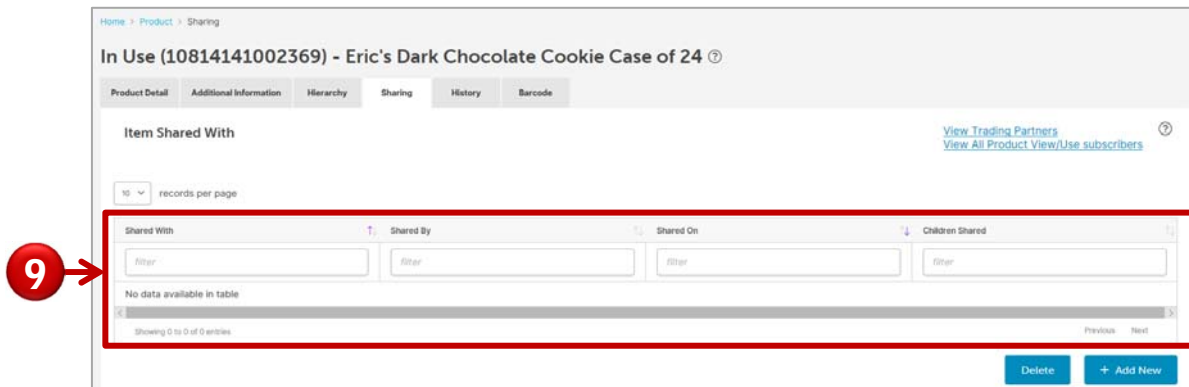 Home > Product > Sharing
In Use (10814141002369) - Eric's Dark Chocolate Cookie Case of 24 ?
Product Detail Additional Information Hierarchy Sharing History Barcode
Item Shared With
View Trading Partners ?
View All Product View/Use subscribers
10 records per page
Shared With Shared By Shared On Children Shared
filter filter filter filter
9
No data available in table
Showing 0 to 0 of 0 entries Previous Next
Delete + Add New